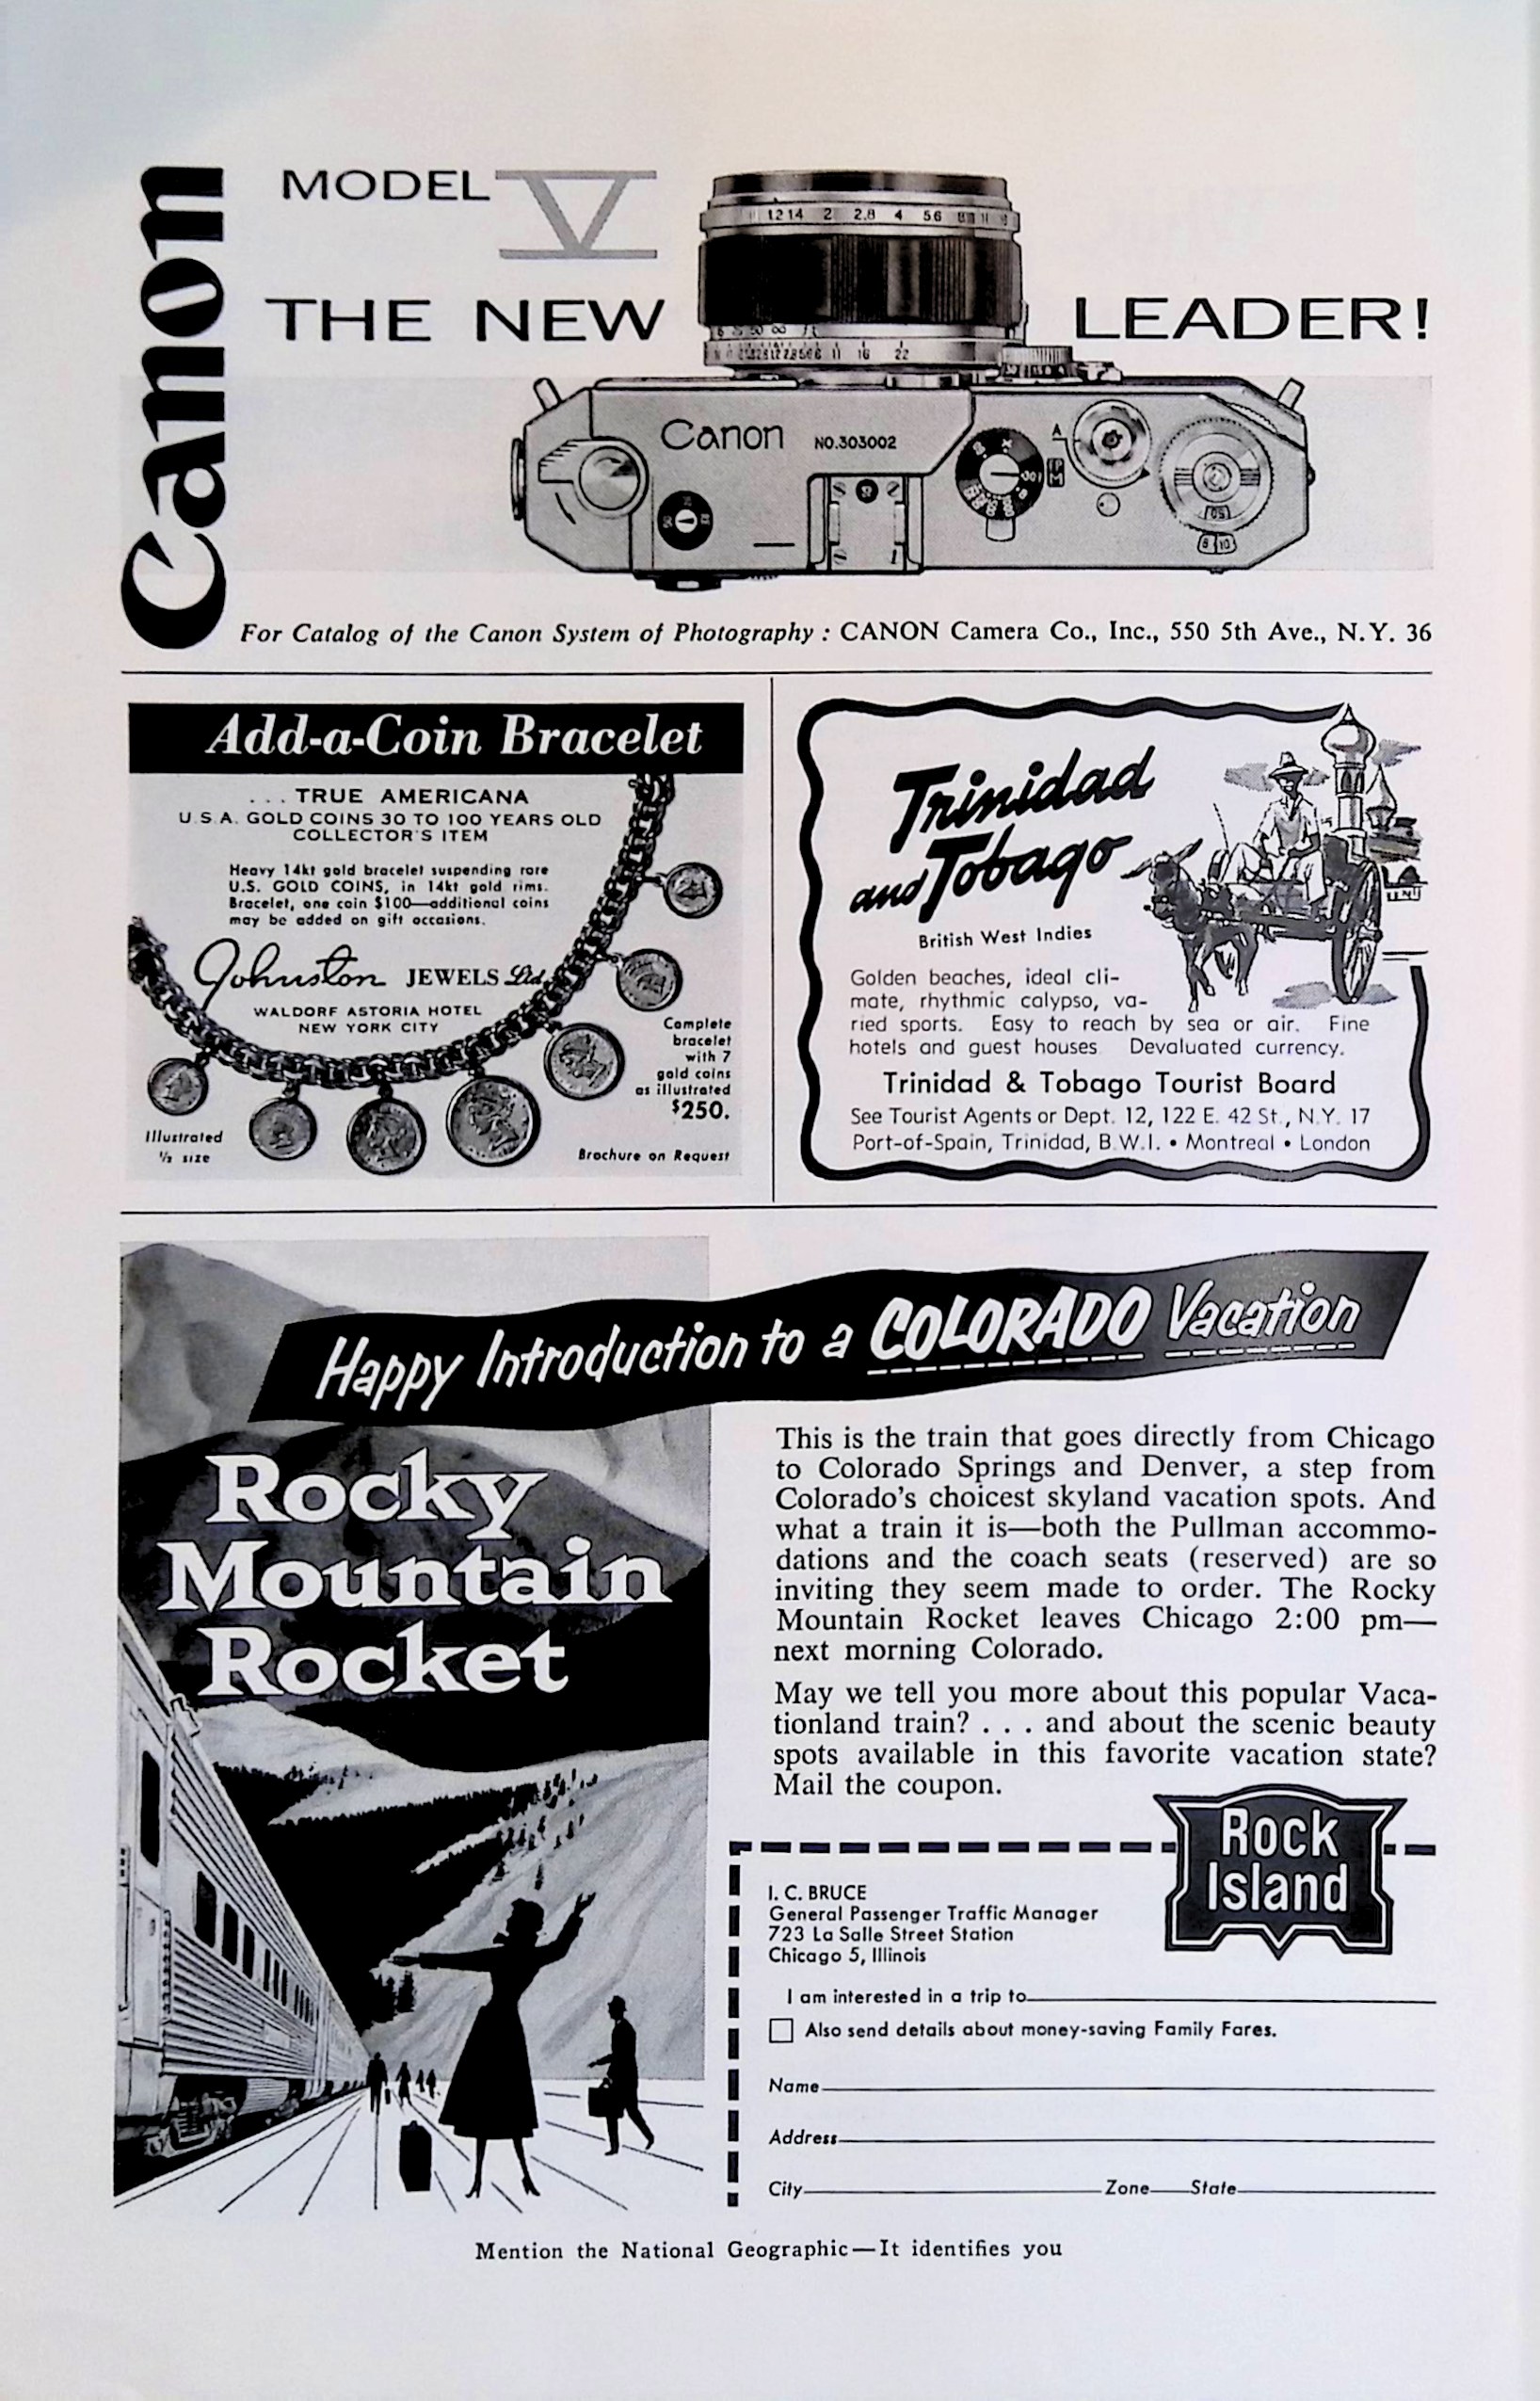 Canon
MODEL V
THE NEW LEADER!
12 14 2 2.8 4 5.6 8 11
11 16 22
Canon NO.303002
A
For Catalog of the Canon System of Photography : CANON Camera Co., Inc., 550 5th Ave., N.Y. 36
Add-a-Coin Bracelet
. . . TRUE AMERICANA
U.S.A. GOLD COINS 30 TO 100 YEARS OLD
COLLECTOR'S ITEM
Heavy 14kt gold bracelet suspending rare
U.S. GOLD COINS, in 14kt gold rims.
Bracelet, one coin $100—additional coins
may be added on gift occasions.
Johnston JEWELS Ltd.
WALDORF ASTORIA HOTEL
NEW YORK CITY
Complete
bracelet
with 7
gold coins
as illustrated
$250.
Illustrated
½ size
Brochure on Request
Trinidad
and Tobago
British West Indies
Golden beaches, ideal cli-
mate, rhythmic calypso, va-
ried sports. Easy to reach by sea or air. Fine
hotels and guest houses Devaluated currency.
Trinidad & Tobago Tourist Board
See Tourist Agents or Dept. 12, 122 E. 42 St., N.Y. 17
Port-of-Spain, Trinidad, B.W.I. • Montreal • London
Happy Introduction to a COLORADO Vacation
Rocky
Mountain
Rocket
This is the train that goes directly from Chicago
to Colorado Springs and Denver, a step from
Colorado's choicest skyland vacation spots. And
what a train it is—both the Pullman accommo-
dations and the coach seats (reserved) are so
inviting they seem made to order. The Rocky
Mountain Rocket leaves Chicago 2:00 pm—
next morning Colorado.
May we tell you more about this popular Vaca-
tionland train? . . . and about the scenic beauty
spots available in this favorite vacation state?
Mail the coupon.
Rock
Island
I. C. BRUCE
General Passenger Traffic Manager
723 La Salle Street Station
Chicago 5, Illinois
I am interested in a trip to
Also send details about money-saving Family Fares.
Name
Address
City Zone State
Mention the National Geographic—It identifies you